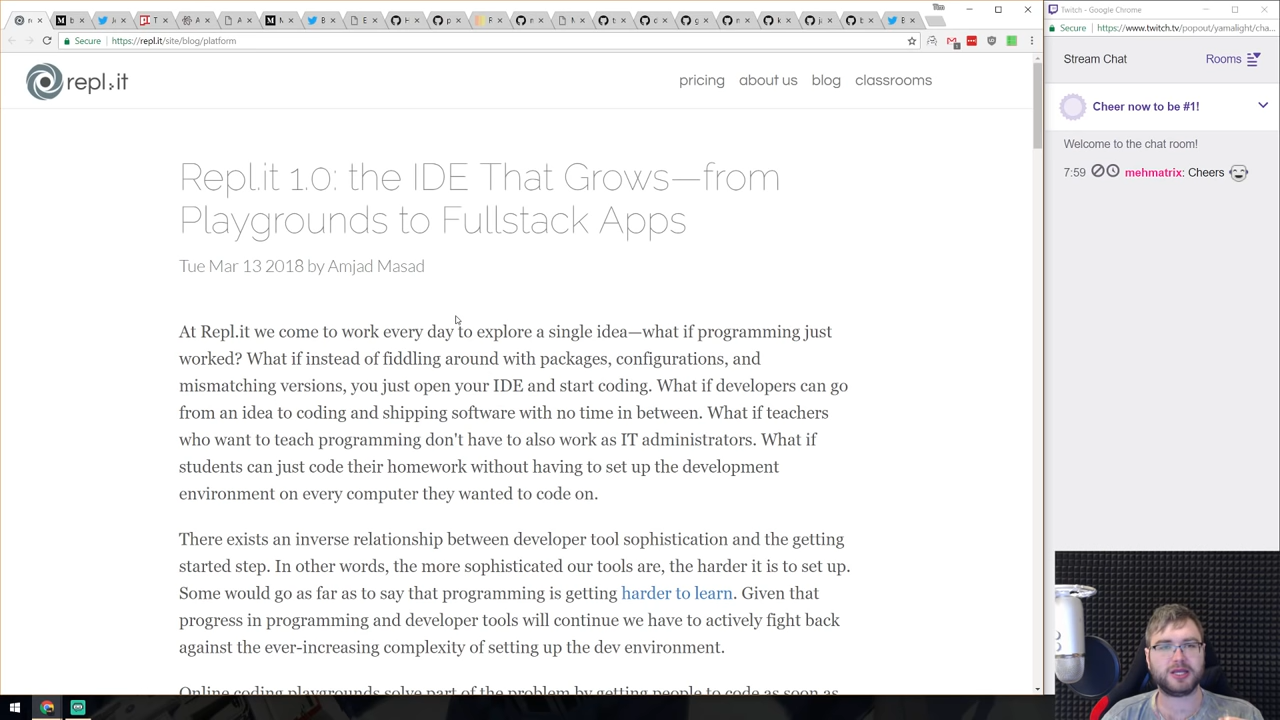 Tim
Twitch - Google Chrome
Secure
https://repl.it/site/blog/platform
Secure
https://www.twitch.tv/popout/yamalight/cha
repl.it
pricing
about us
blog
classrooms
Stream Chat
Rooms
Cheer now to be #1!
Welcome to the chat room!
7:59 mehmatrix: Cheers
Repl.it 1.0: the IDE That Grows—from
Playgrounds to Fullstack Apps
Tue Mar 13 2018 by Amjad Masad
At Repl.it we come to work every day to explore a single idea—what if programming just
worked? What if instead of fiddling around with packages, configurations, and
mismatching versions, you just open your IDE and start coding. What if developers can go
from an idea to coding and shipping software with no time in between. What if teachers
who want to teach programming don't have to also work as IT administrators. What if
students can just code their homework without having to set up the development
environment on every computer they wanted to code on.
There exists an inverse relationship between developer tool sophistication and the getting
started step. In other words, the more sophisticated our tools are, the harder it is to set up.
Some would go as far as to say that programming is getting harder to learn. Given that
progress in programming and developer tools will continue we have to actively fight back
against the ever-increasing complexity of setting up the dev environment.
Online coding playgrounds solve part of the problem by getting people to code as soon as